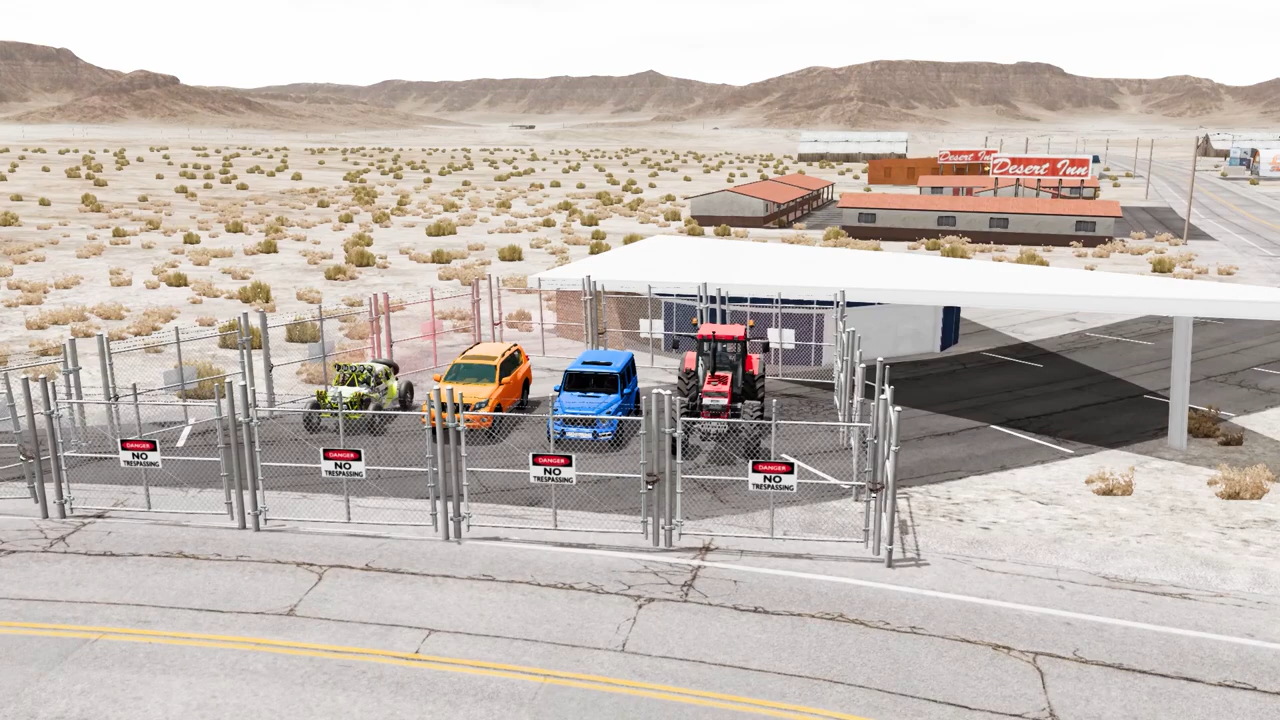 Desert Inn
Desert Inn
DANGER
NO
TRESPASSING
DANGER
NO
TRESPASSING
DANGER
NO
TRESPASSING
DANGER
NO
TRESPASSING